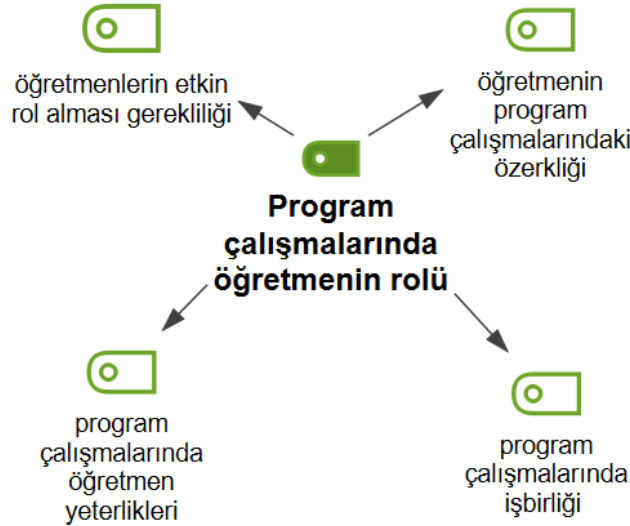 öğretmenlerin etkin
rol alması gerekliliği
öğretmenin
program
çalışmalarındaki
özerkliği
Program
çalışmalarında
öğretmenin rolü
program
çalışmalarında
öğretmen
yeterlikleri
program
çalışmalarında
işbirliği